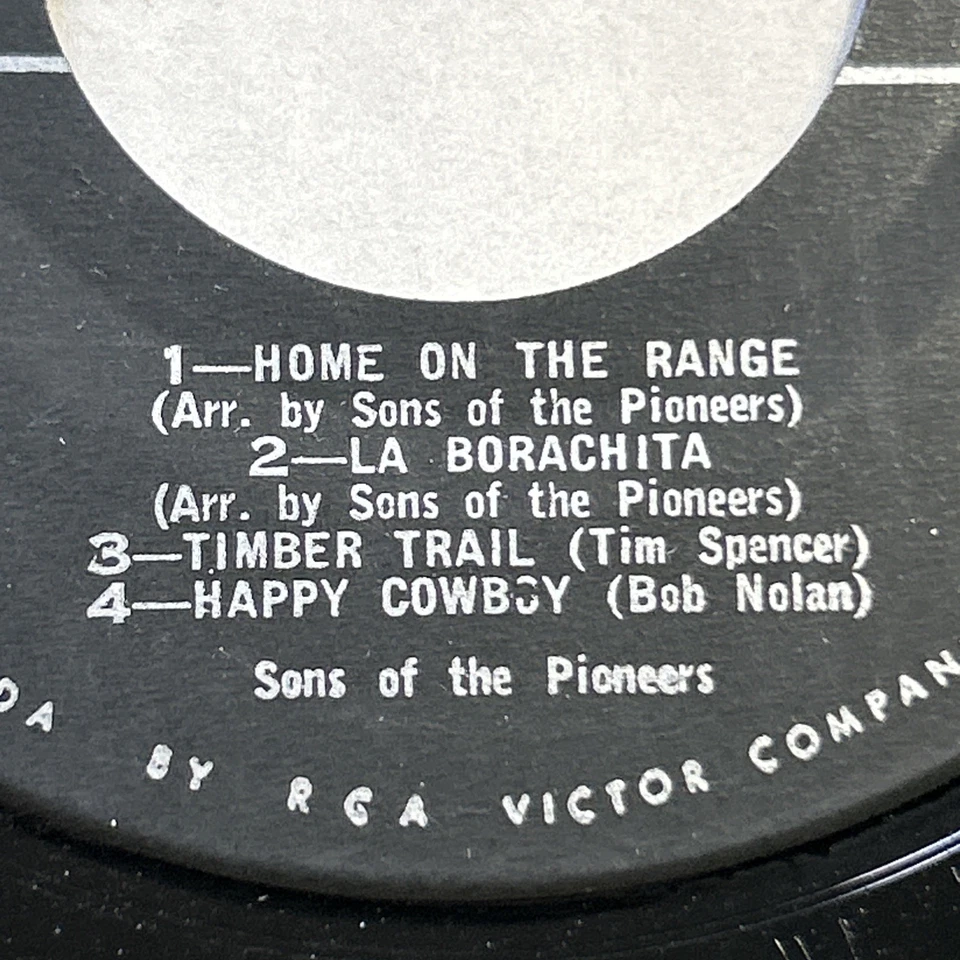 1—HOME ON THE RANGE
(Arr. by Sons of the Pioneers)
2—LA BORACHITA
(Arr. by Sons of the Pioneers)
3—TIMBER TRAIL (Tim Spencer)
4—HAPPY COWBOY (Bob Nolan)
Sons of the Pioneers
DA BY RCA VICTOR COMPAN